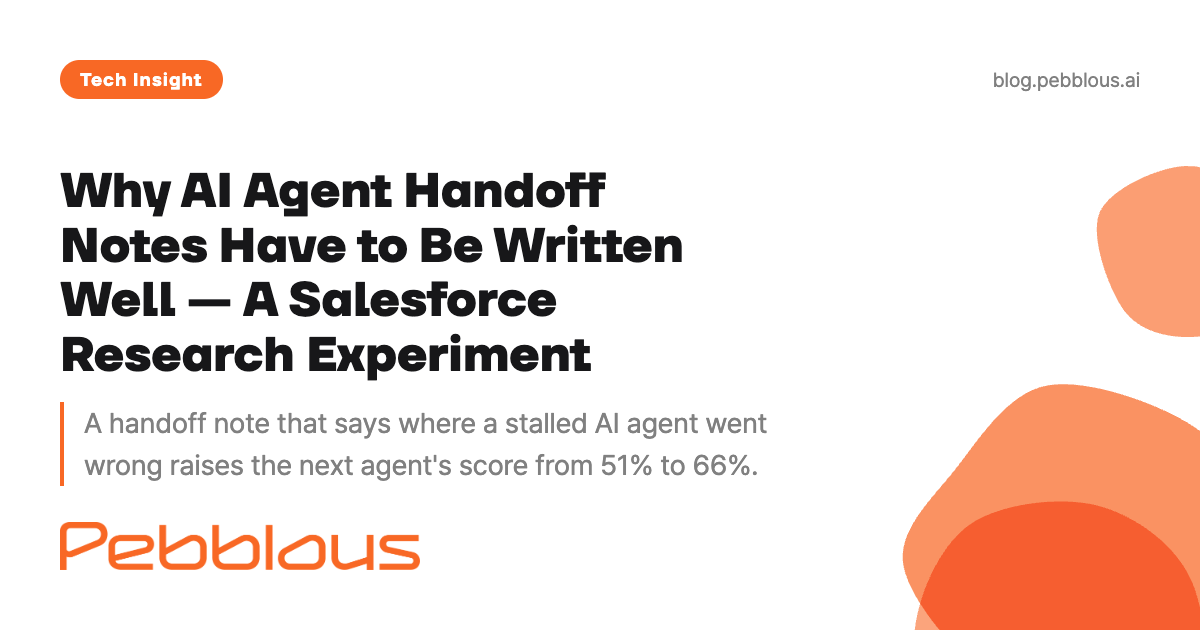 Tech Insight
blog.pebblous.ai
Why AI Agent Handoff
Notes Have to Be Written
Well — A Salesforce
Research Experiment
A handoff note that says where a stalled AI agent went
wrong raises the next agent's score from 51% to 66%.
Pebblous